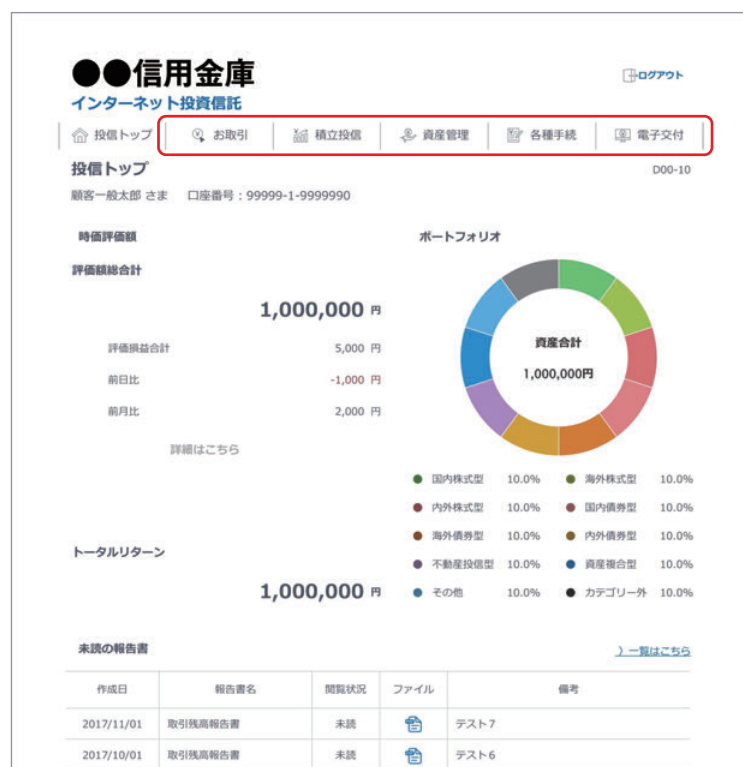 ●●信用金庫
ログアウト
インターネット投資信託
投信トップ お取引 積立投信 資産管理 各種手続 電子交付
投信トップ D00-10
顧客一般太郎 さま 口座番号：99999-1-9999990
時価評価額 ポートフォリオ
評価額総合計
1,000,000 円
資産合計
評価損益合計 5,000 円
1,000,000円
前日比 -1,000 円
前月比 2,000 円
詳細はこちら
国内株式型 10.0% 海外株式型 10.0%
内外株式型 10.0% 国内債券型 10.0%
海外債券型 10.0% 内外債券型 10.0%
トータルリターン
不動産投信型 10.0% 資産複合型 10.0%
1,000,000 円
その他 10.0% カテゴリー外 10.0%
未読の報告書 〉一覧はこちら
作成日 報告書名 閲覧状況 ファイル 備考
2017/11/01 取引残高報告書 未読 テスト7
2017/10/01 取引残高報告書 未読 テスト6